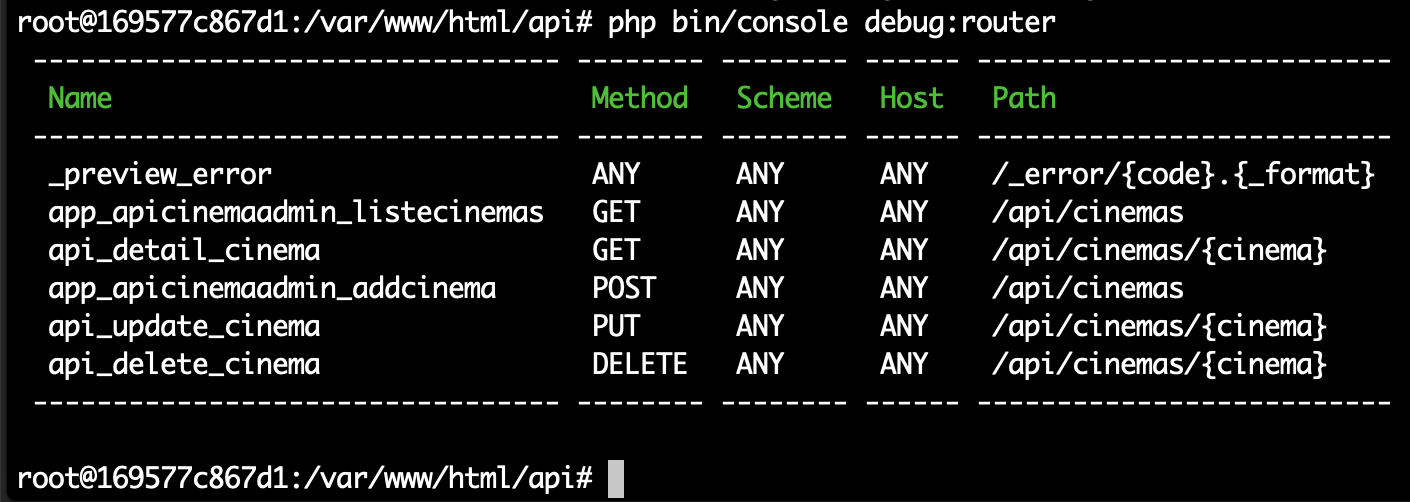 root@169577c867d1:/var/www/html/api# php bin/console debug:router
--------------------------------- -------- -------- ------ --------------------------
Name Method Scheme Host Path
--------------------------------- -------- -------- ------ --------------------------
_preview_error ANY ANY ANY /_error/{code}.{_format}
app_apicinemaadmin_listecinemas GET ANY ANY /api/cinemas
api_detail_cinema GET ANY ANY /api/cinemas/{cinema}
app_apicinemaadmin_addcinema POST ANY ANY /api/cinemas
api_update_cinema PUT ANY ANY /api/cinemas/{cinema}
api_delete_cinema DELETE ANY ANY /api/cinemas/{cinema}
--------------------------------- -------- -------- ------ --------------------------
root@169577c867d1:/var/www/html/api#